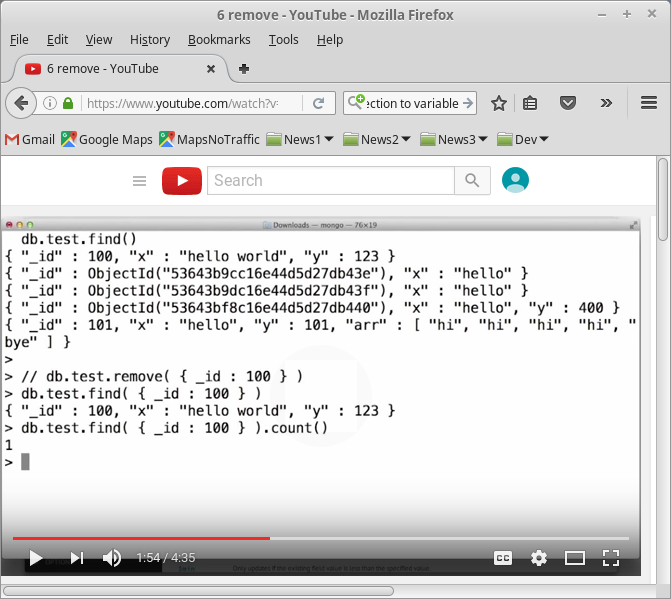 6 remove - YouTube - Mozilla Firefox
File Edit View History Bookmarks Tools Help
6 remove - YouTube
https://www.youtube.com/watch?v= ection to variable
Gmail Google Maps MapsNoTraffic News1 News2 News3 Dev
Search
Downloads — mongo — 76×19
db.test.find()
{ "_id" : 100, "x" : "hello world", "y" : 123 }
{ "_id" : ObjectId("53643b9cc16e44d5d27db43e"), "x" : "hello" }
{ "_id" : ObjectId("53643b9dc16e44d5d27db43f"), "x" : "hello" }
{ "_id" : ObjectId("53643bf8c16e44d5d27db440"), "x" : "hello", "y" : 400 }
{ "_id" : 101, "x" : "hello", "y" : 101, "arr" : [ "hi", "hi", "hi", "hi", "
bye" ] }
>
> // db.test.remove( { _id : 100 } )
> db.test.find( { _id : 100 } )
{ "_id" : 100, "x" : "hello world", "y" : 123 }
> db.test.find( { _id : 100 } ).count()
1
>
1:54 / 4:35 CC
Only updates if the existing field value is less than the specified value.